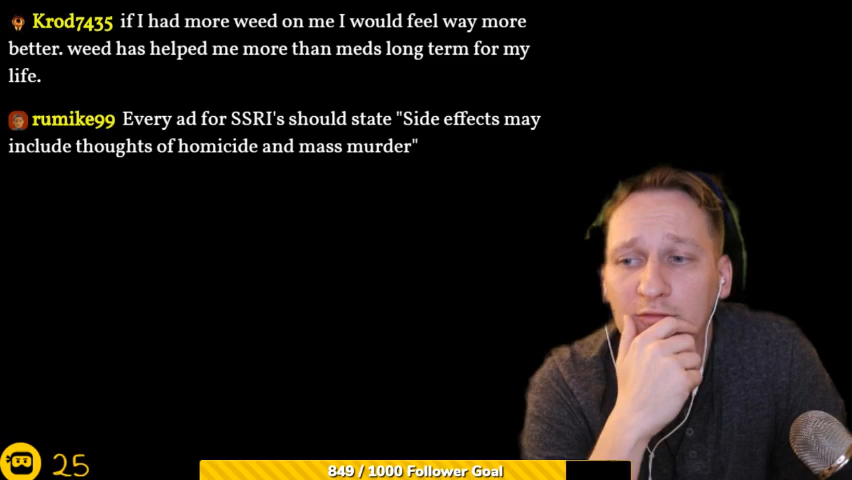 Krod7435 if I had more weed on me I would feel way more
better. weed has helped me more than meds long term for my
life.
rumike99 Every ad for SSRI's should state "Side effects may
include thoughts of homicide and mass murder"
25
849 / 1000 Follower Goal